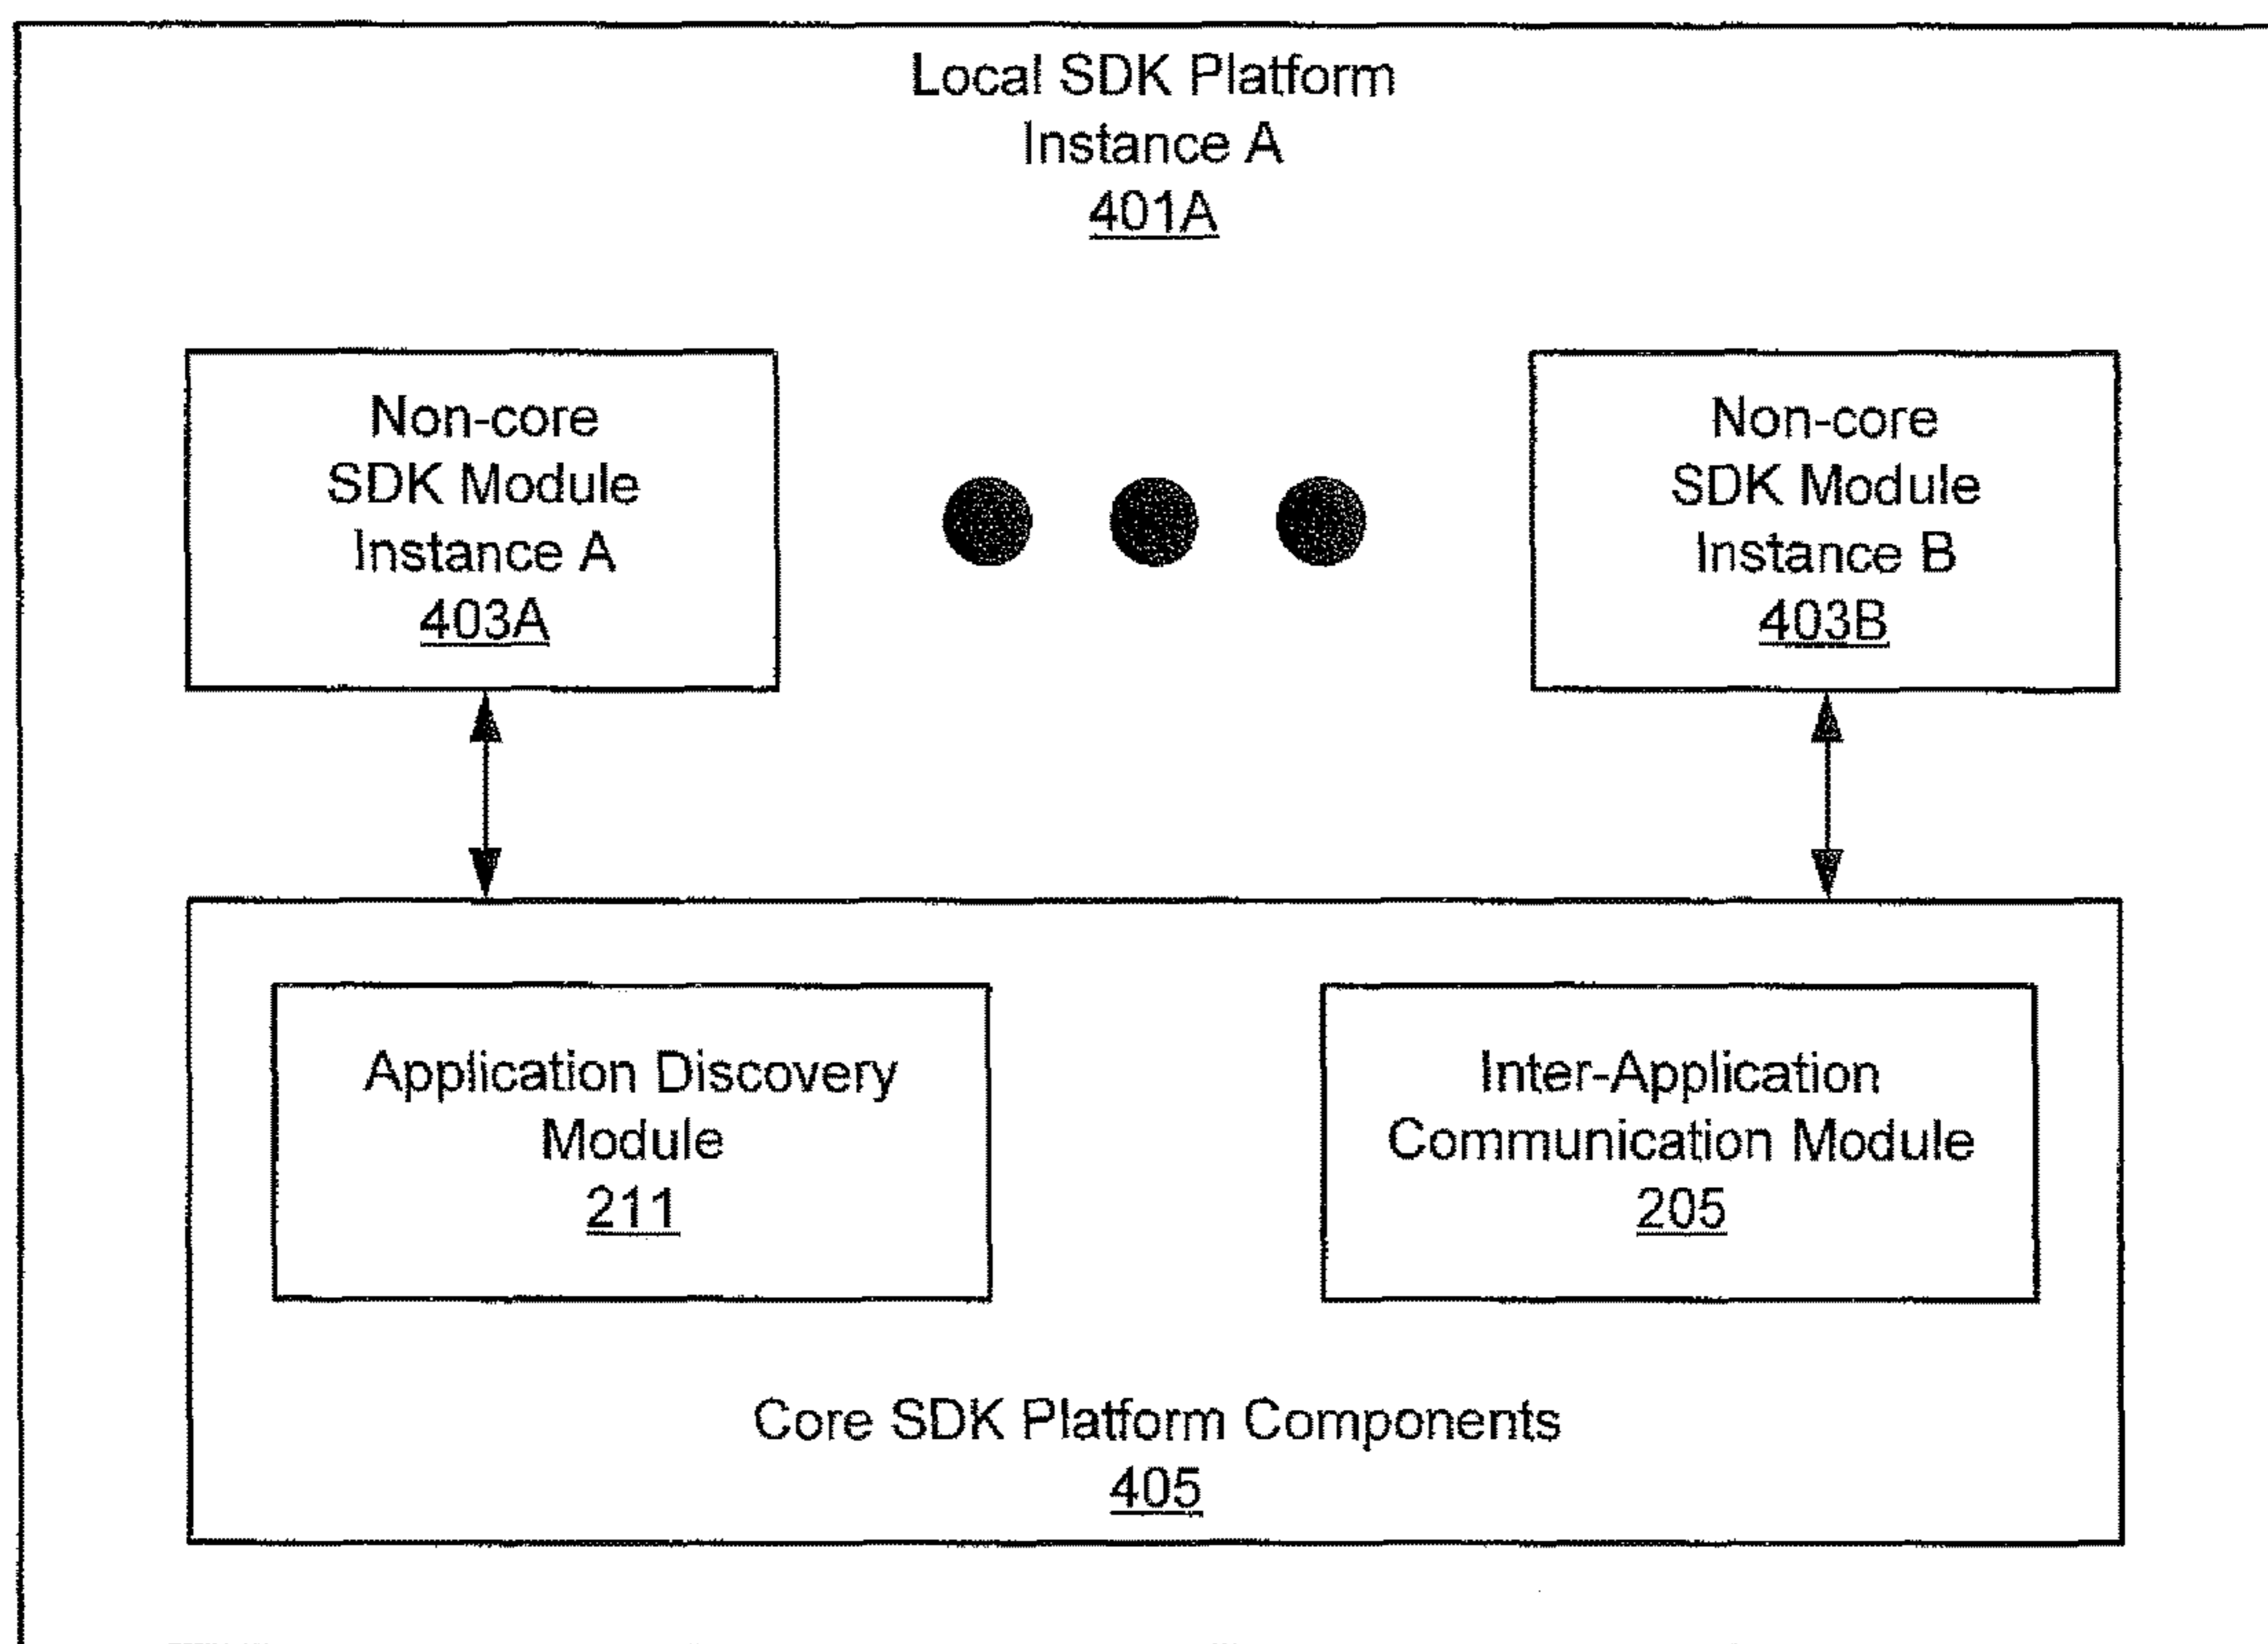 Local SDK Platform
Instance A
401A
Non-core
SDK Module
Instance A
403A
Non-core
SDK Module
Instance B
403B
Application Discovery
Module
211
Inter-Application
Communication Module
205
Core SDK Platform Components
405